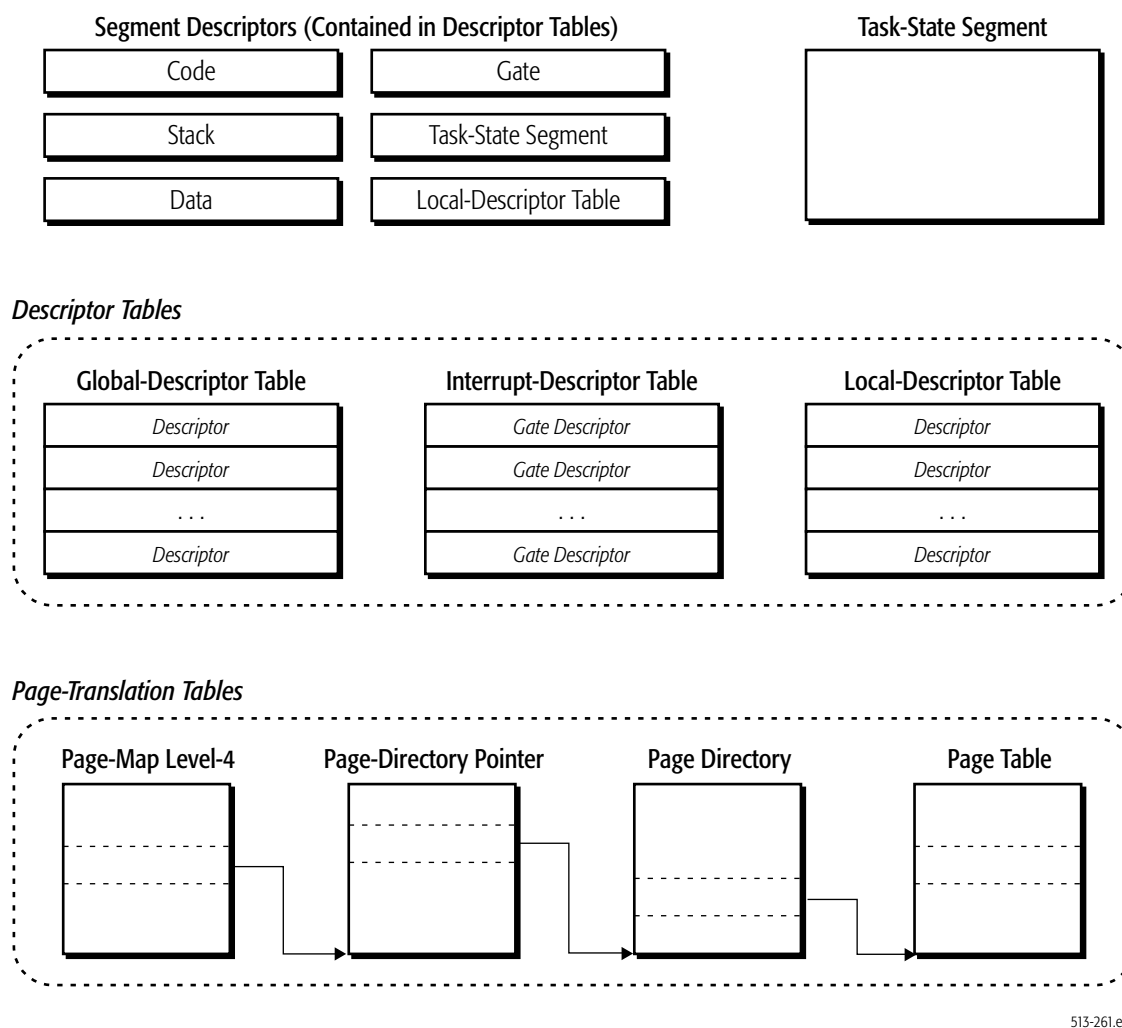 Segment Descriptors (Contained in Descriptor Tables)
Task-State Segment
Code
Gate
Stack
Task-State Segment
Data
Local-Descriptor Table
Descriptor Tables
Global-Descriptor Table
Interrupt-Descriptor Table
Local-Descriptor Table
Descriptor
Gate Descriptor
Descriptor
Descriptor
Gate Descriptor
Descriptor
. . .
. . .
. . .
Descriptor
Gate Descriptor
Descriptor
Page-Translation Tables
Page-Map Level-4
Page-Directory Pointer
Page Directory
Page Table
513-261.e